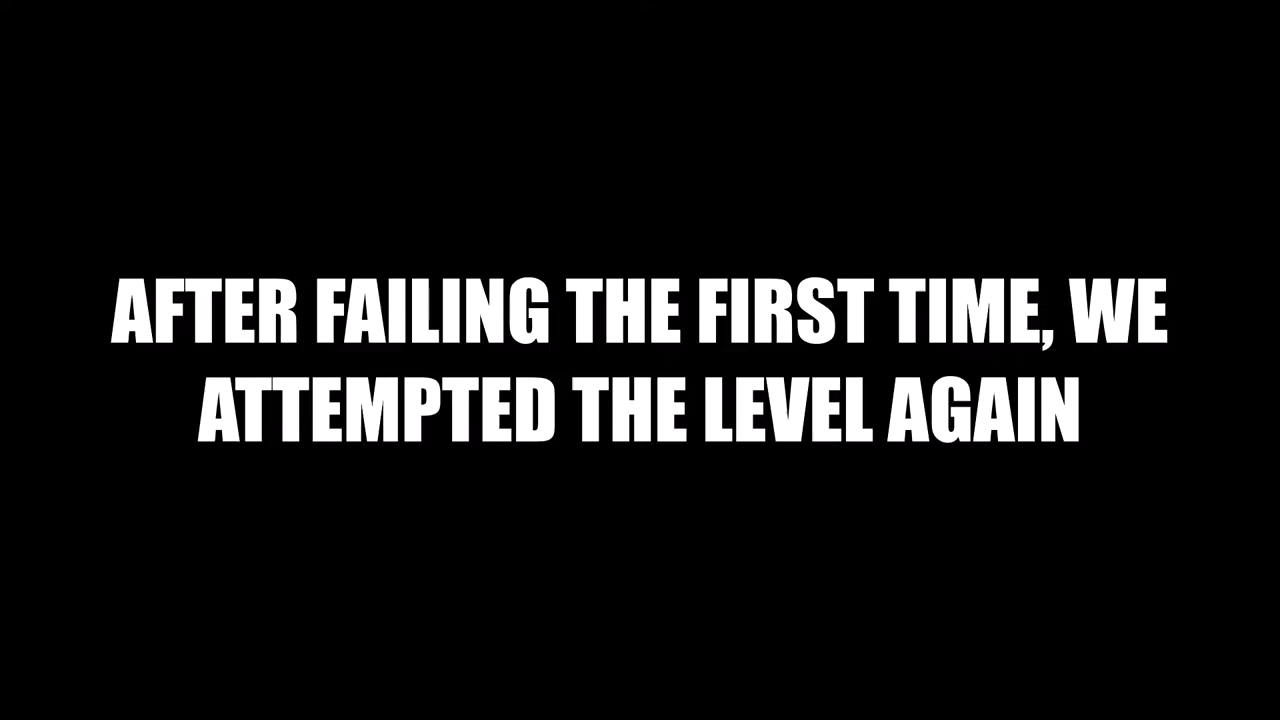 AFTER FAILING THE FIRST TIME, WE
ATTEMPTED THE LEVEL AGAIN